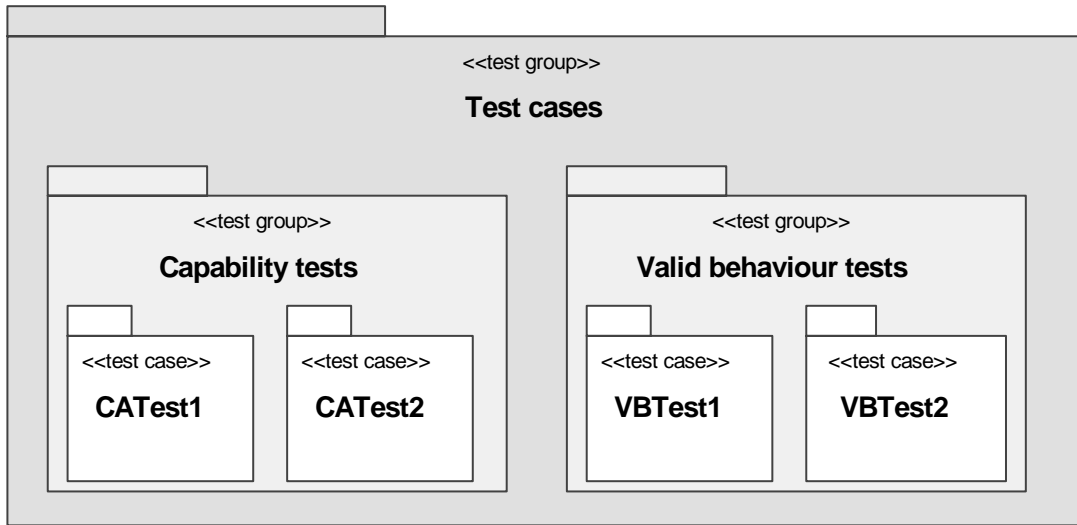 <<test group>>
Test cases
<<test group>>
Capability tests
<<test case>>
CATest1
<<test case>>
CATest2
<<test group>>
Valid behaviour tests
<<test case>>
VBTest1
<<test case>>
VBTest2